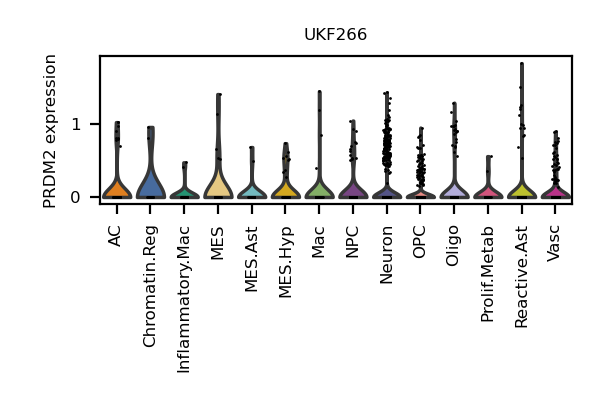 UKF266
PRDM2 expression
1
0
AC
Chromatin.Reg
Inflammatory.Mac
MES
MES.Ast
MES.Hyp
Mac
NPC
Neuron
OPC
Oligo
Prolif.Metab
Reactive.Ast
Vasc